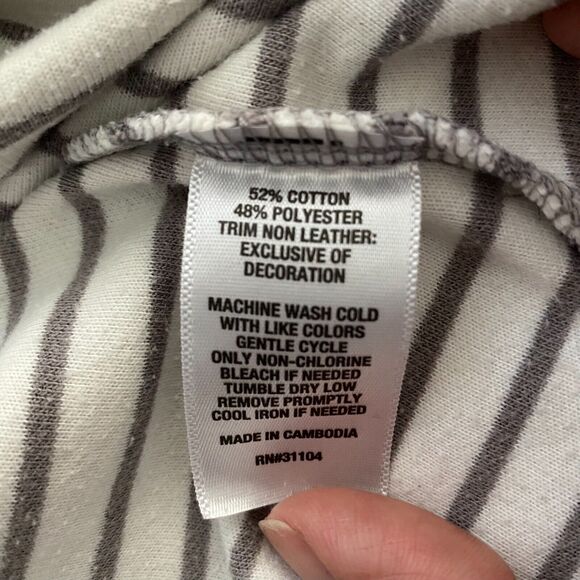 52% COTTON
48% POLYESTER
TRIM NON LEATHER:
EXCLUSIVE OF
DECORATION
MACHINE WASH COLD
WITH LIKE COLORS
GENTLE CYCLE
ONLY NON-CHLORINE
BLEACH IF NEEDED
TUMBLE DRY LOW
REMOVE PROMPTLY
COOL IRON IF NEEDED
MADE IN CAMBODIA
RN#31104